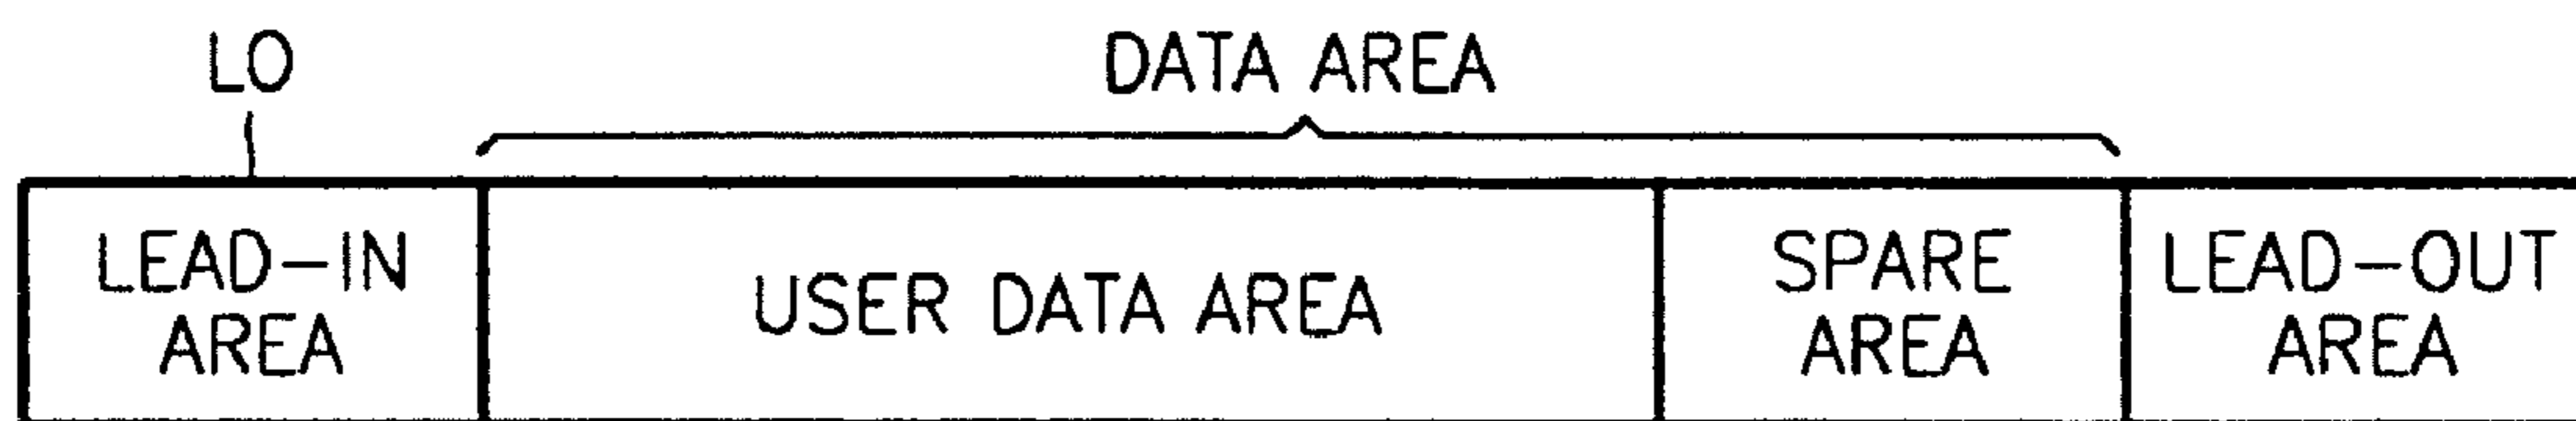 LO
DATA AREA
LEAD-IN
AREA
USER DATA AREA
SPARE
AREA
LEAD-OUT
AREA